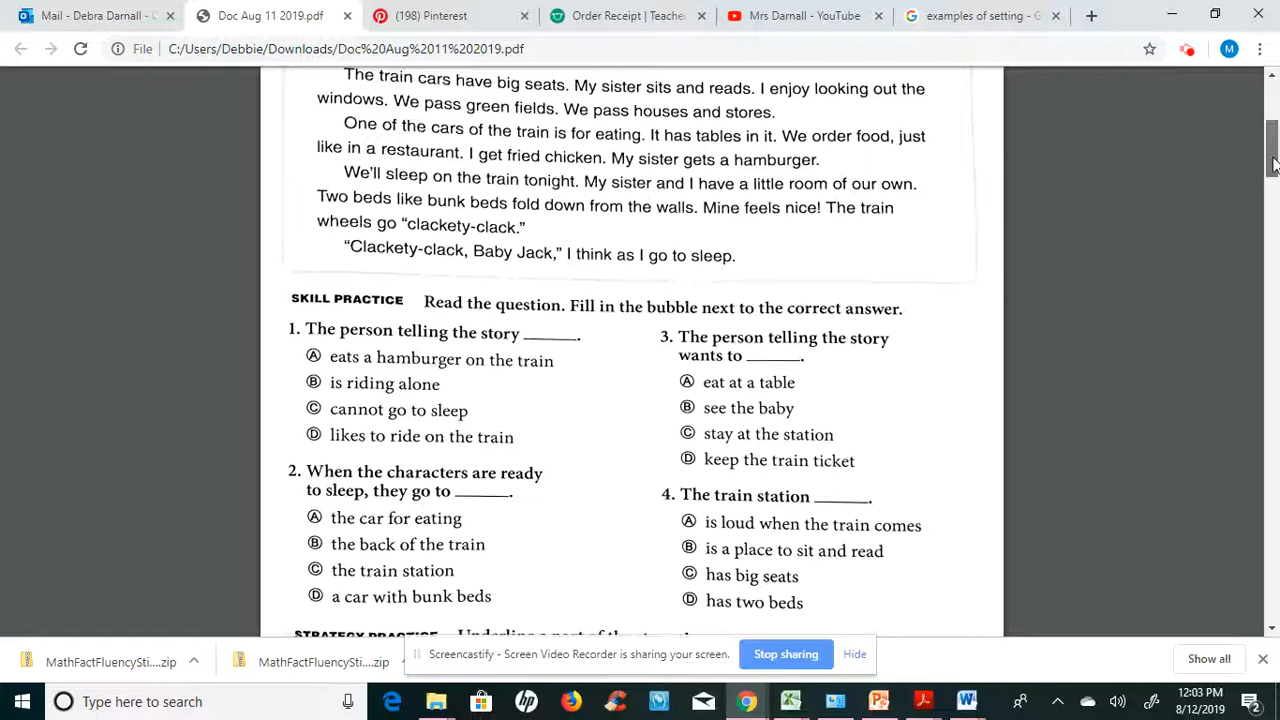 Mail - Debra Darnall - O
Doc Aug 11 2019.pdf
(198) Pinterest
Order Receipt | Teacher
Mrs Darnall - YouTube
examples of setting - G
File
C:/Users/Debbie/Downloads/Doc%20Aug%2011%202019.pdf
M
The train cars have big seats. My sister sits and reads. I enjoy looking out the
windows. We pass green fields. We pass houses and stores.
One of the cars of the train is for eating. It has tables in it. We order food, just
like in a restaurant. I get fried chicken. My sister gets a hamburger.
We'll sleep on the train tonight. My sister and I have a little room of our own.
Two beds like bunk beds fold down from the walls. Mine feels nice! The train
wheels go "clackety-clack."
"Clackety-clack, Baby Jack," I think as I go to sleep.
SKILL PRACTICE Read the question. Fill in the bubble next to the correct answer.
1. The person telling the story ______.
A eats a hamburger on the train
B is riding alone
C cannot go to sleep
D likes to ride on the train
2. When the characters are ready
to sleep, they go to ______.
A the car for eating
B the back of the train
C the train station
D a car with bunk beds
3. The person telling the story
wants to ______.
A eat at a table
B see the baby
C stay at the station
D keep the train ticket
4. The train station ______.
A is loud when the train comes
B is a place to sit and read
C has big seats
D has two beds
STRATEGY PRACTICE Underline a part of the
MathFactFluencySti....zip
MathFactFluencySti....zip
Screencastify - Screen Video Recorder is sharing your screen.
Stop sharing
Hide
Show all
Type here to search
12:03 PM
8/12/2019
2